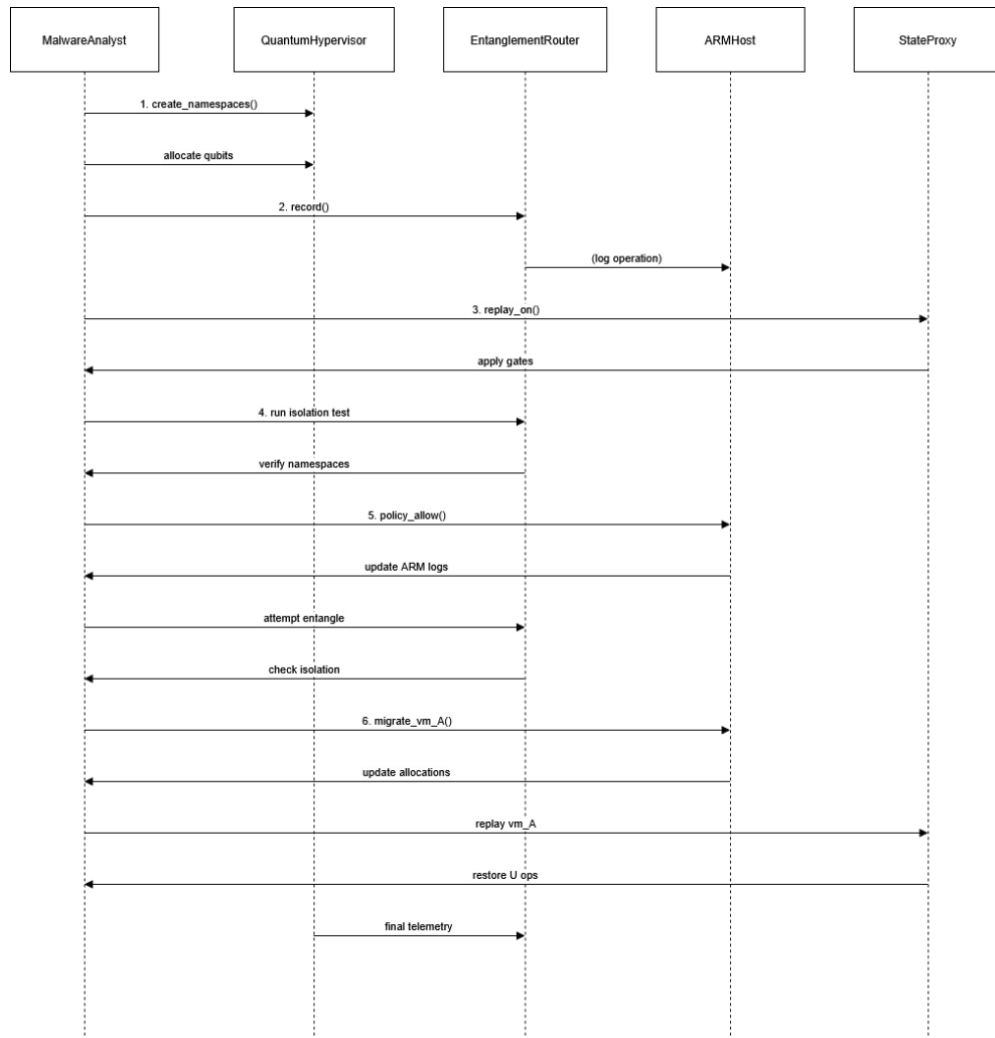 MalwareAnalyst
QuantumHypervisor
EntanglementRouter
ARMHost
StateProxy
1. create_namespaces()
allocate qubits
2. record()
(log operation)
3. replay_on()
apply gates
4. run isolation test
verify namespaces
5. policy_allow()
update ARM logs
attempt entangle
check isolation
6. migrate_vm_A()
update allocations
replay vm_A
restore U ops
final telemetry